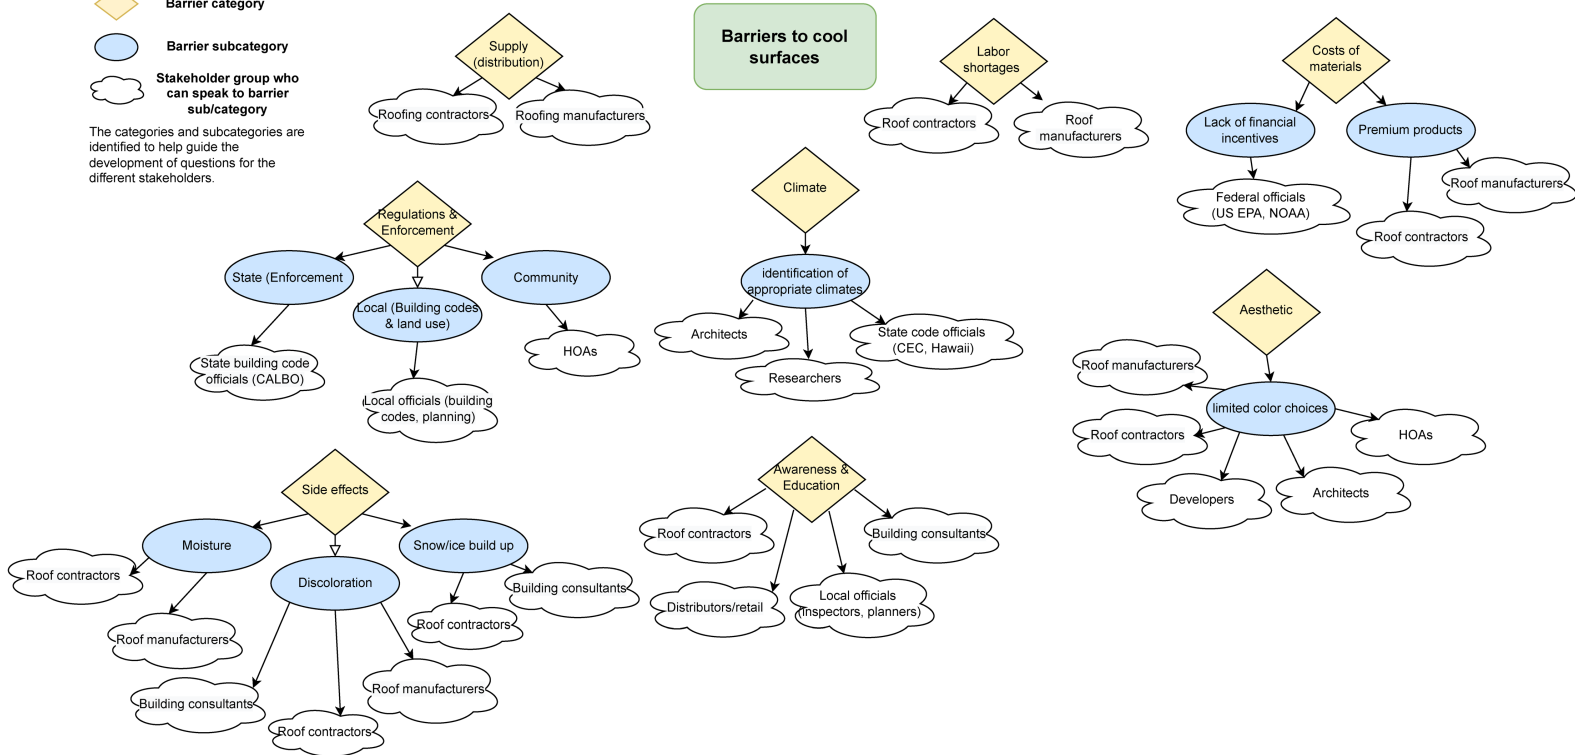 Barrier category
Barrier subcategory
Stakeholder group who
can speak to barrier
sub/category
The categories and subcategories are
identified to help guide the
development of questions for the
different stakeholders.
Barriers to cool
surfaces
Supply
(distribution)
Roofing contractors
Roofing manufacturers
Labor
shortages
Roof contractors
Roof
manufacturers
Costs of
materials
Lack of financial
incentives
Premium products
Federal officials
(US EPA, NOAA)
Roof manufacturers
Roof contractors
Regulations &
Enforcement
State (Enforcement
Local (Building codes
& land use)
Community
State building code
officials (CALBO)
Local officials (building
codes, planning)
HOAs
Climate
identification of
appropriate climates
Architects
Researchers
State code officials
(CEC, Hawaii)
Aesthetic
limited color choices
Roof manufacturers
Roof contractors
Developers
Architects
HOAs
Side effects
Moisture
Discoloration
Snow/ice build up
Roof contractors
Roof manufacturers
Building consultants
Roof contractors
Roof manufacturers
Roof contractors
Building consultants
Awareness &
Education
Roof contractors
Distributors/retail
Local officials
(inspectors, planners)
Building consultants